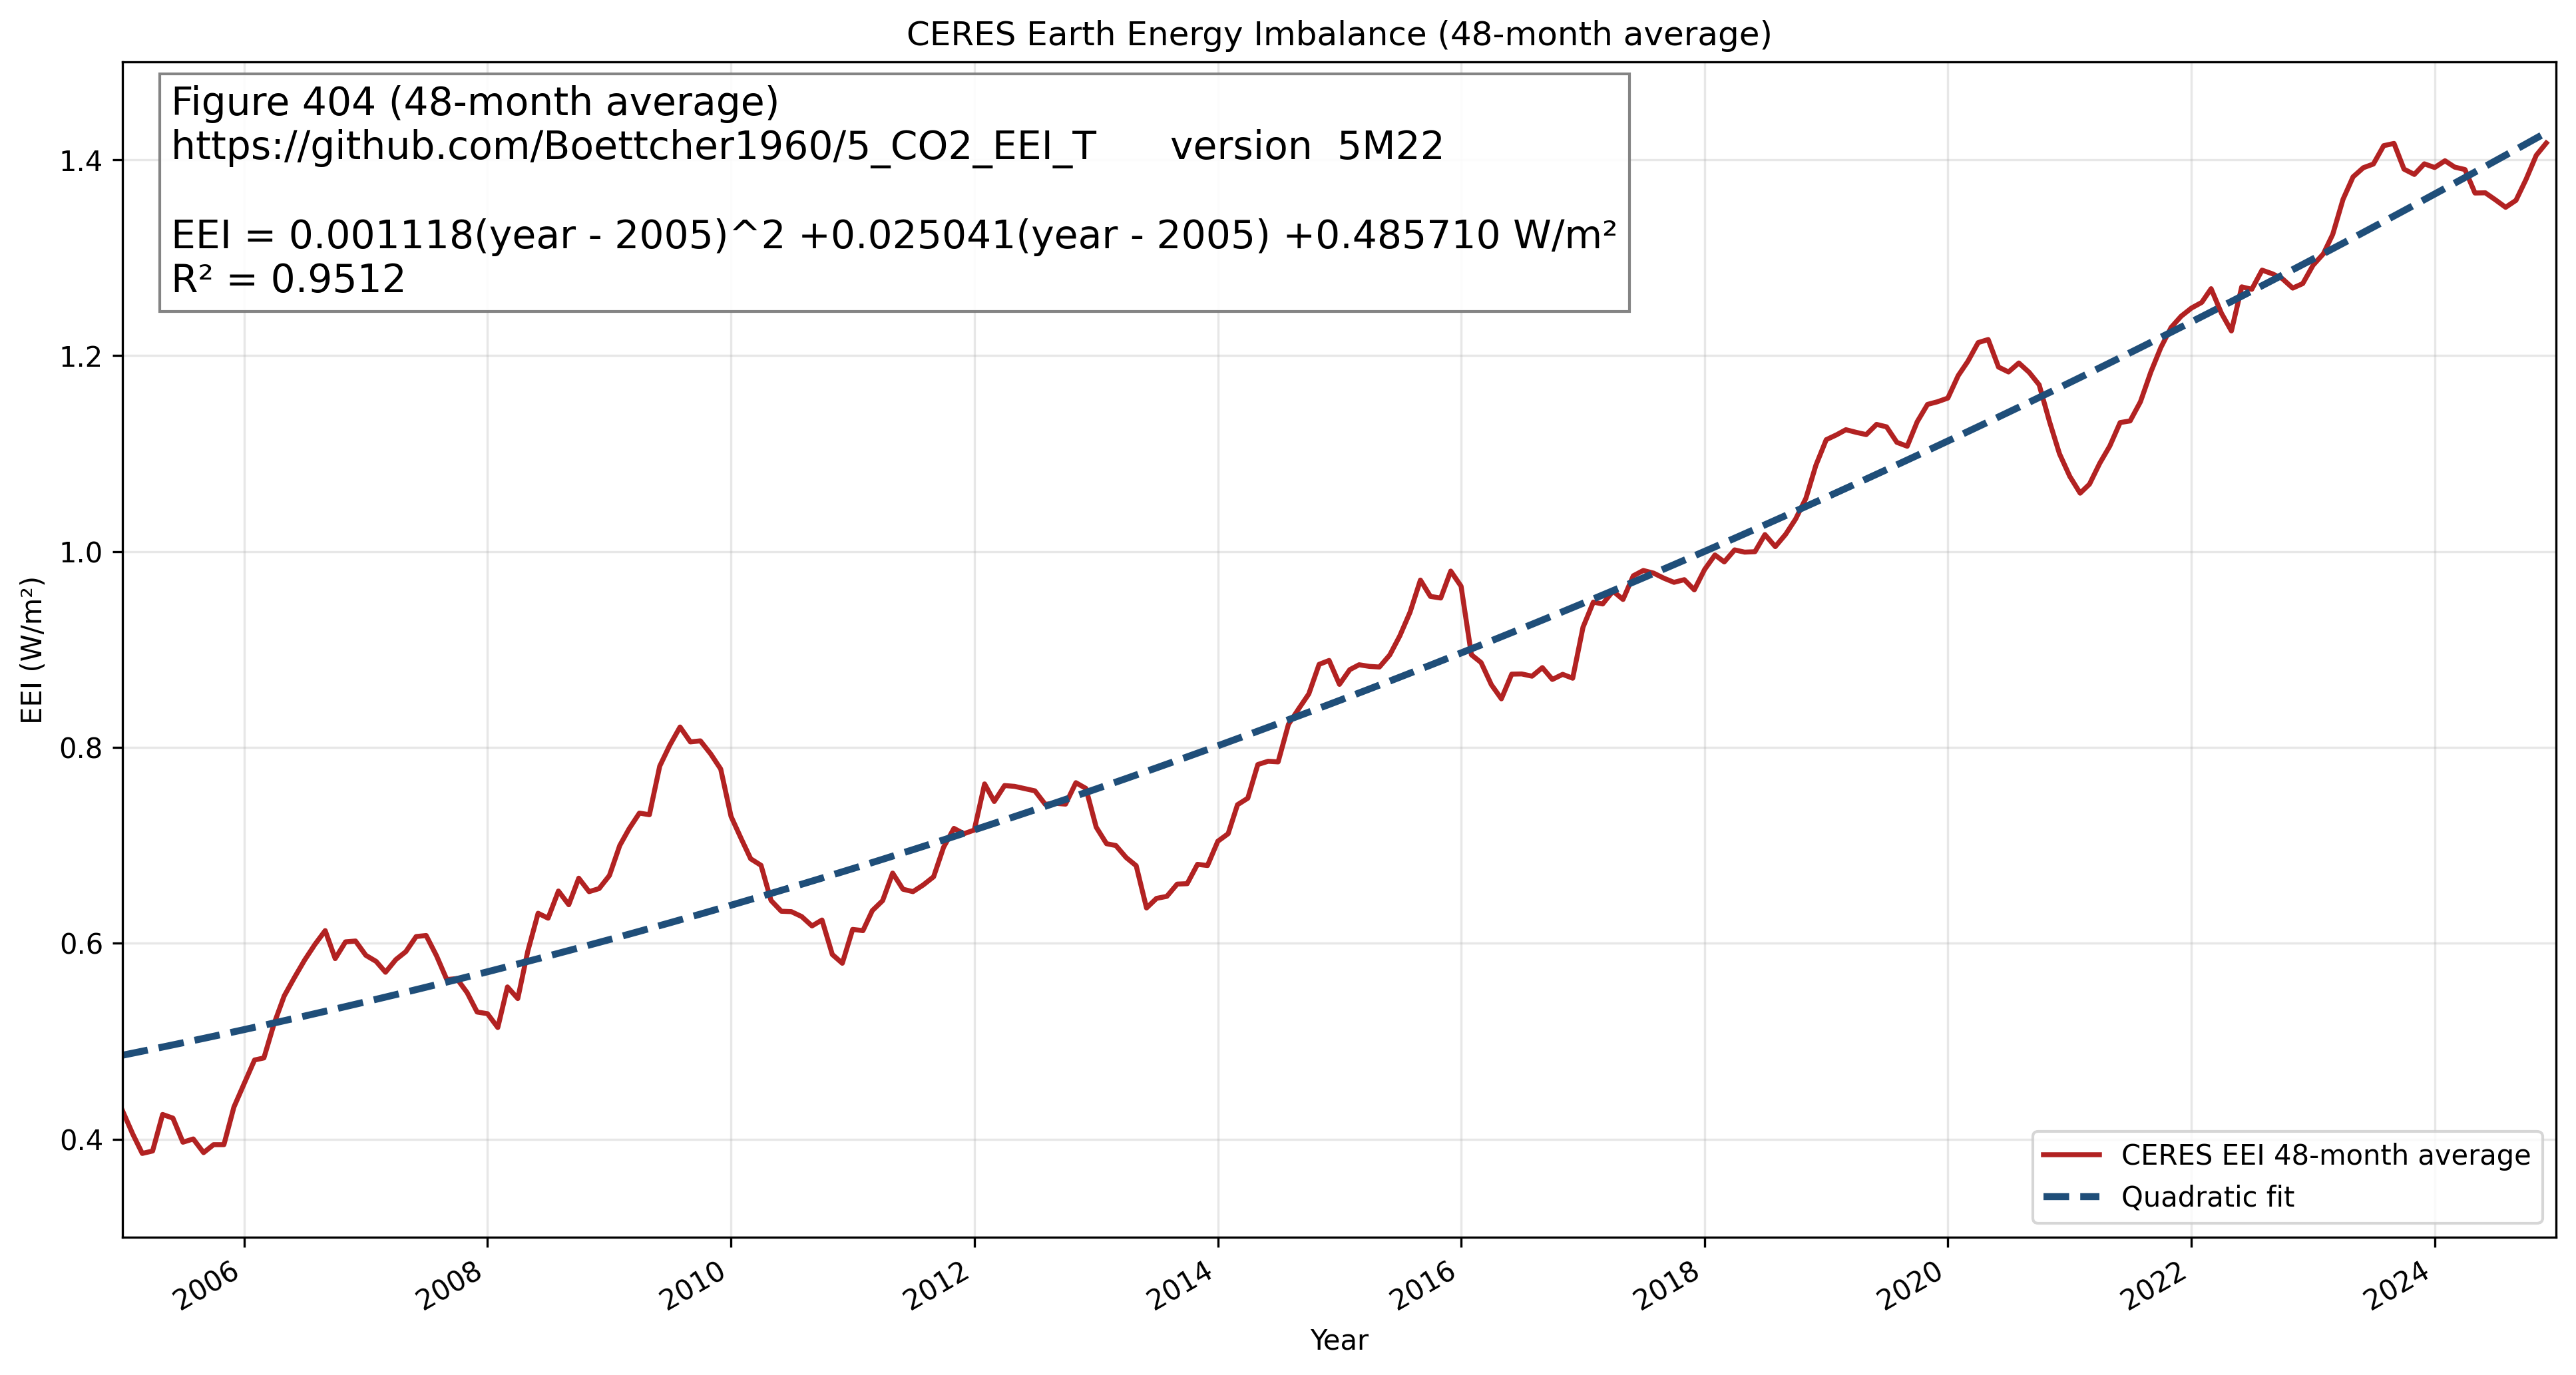 CERES Earth Energy Imbalance (48-month average)
Figure 404 (48-month average)
https://github.com/Boettcher1960/5_CO2_EEI_T      version  5M22
EEI = 0.001118(year - 2005)^2 +0.025041(year - 2005) +0.485710 W/m²
R² = 0.9512
EEI (W/m²)
1.4
1.2
1.0
0.8
0.6
0.4
CERES EEI 48-month average
Quadratic fit
2006 2008 2010 2012 2014 2016 2018 2020 2022 2024
Year